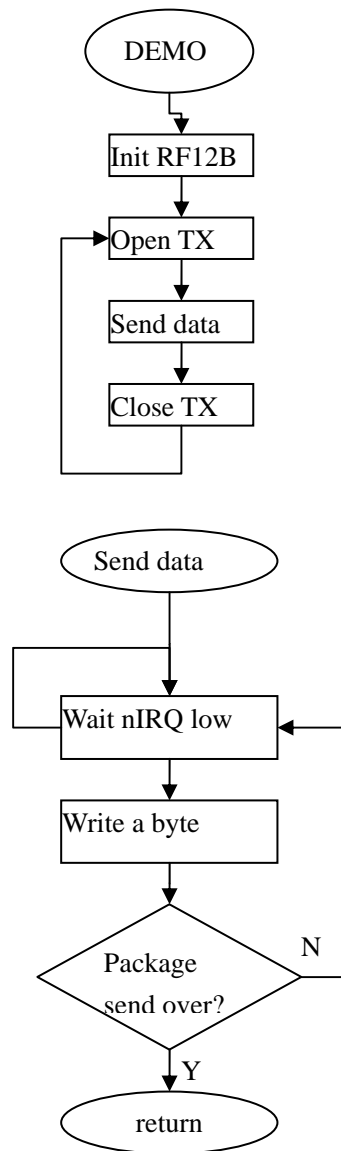 DEMO
Init RF12B
Open TX
Send data
Close TX
Send data
Wait nIRQ low
Write a byte
Package
send over?
N
Y
return